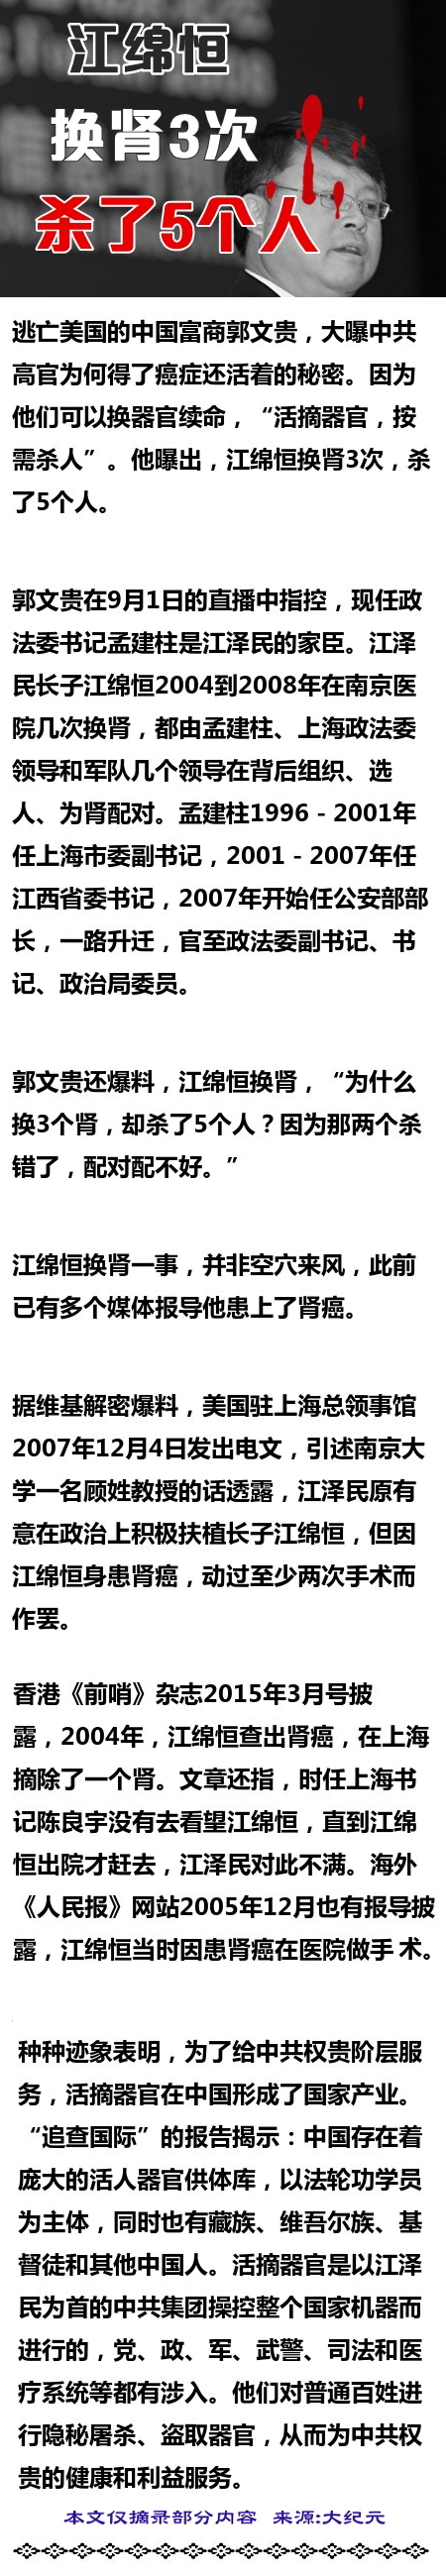 江绵恒
换肾3次
杀了5个人
逃亡美国的中国富商郭文贵，大曝中共
高官为何得了癌症还活着的秘密。因为
他们可以换器官续命，“活摘器官，按
需杀人”。他曝出，江绵恒换肾3次，杀
了5个人。
郭文贵在9月1日的直播中指控，现任政
法委书记孟建柱是江泽民的家臣。江泽
民长子江绵恒2004到2008年在南京医
院几次换肾，都由孟建柱、上海政法委
领导和军队几个领导在背后组织、选
人、为肾配对。孟建柱1996－2001年
任上海市委副书记，2001－2007年任
江西省委书记，2007年开始任公安部部
长，一路升迁，官至政法委副书记、书
记、政治局委员。
郭文贵还爆料，江绵恒换肾，“为什么
换3个肾，却杀了5个人？因为那两个杀
错了，配对配不好。”
江绵恒换肾一事，并非空穴来风，此前
已有多个媒体报导他患上了肾癌。
据维基解密爆料，美国驻上海总领事馆
2007年12月4日发出电文，引述南京大
学一名顾姓教授的话透露，江泽民原有
意在政治上积极扶植长子江绵恒，但因
江绵恒身患肾癌，动过至少两次手术而
作罢。
香港《前哨》杂志2015年3月号披
露，2004年，江绵恒查出肾癌，在上海
摘除了一个肾。文章还指，时任上海书
记陈良宇没有去看望江绵恒，直到江绵
恒出院才赶去，江泽民对此不满。海外
《人民报》网站2005年12月也有报导披
露，江绵恒当时因患肾癌在医院做手 术。
种种迹象表明，为了给中共权贵阶层服
务，活摘器官在中国形成了国家产业。
“追查国际”的报告揭示：中国存在着
庞大的活人器官供体库，以法轮功学员
为主体，同时也有藏族、维吾尔族、基
督徒和其他中国人。活摘器官是以江泽
民为首的中共集团操控整个国家机器而
进行的，党、政、军、武警、司法和医
疗系统等都有涉入。他们对普通百姓进
行隐秘屠杀、盗取器官，从而为中共权
贵的健康和利益服务。
本文仅摘录部分内容 来源:大纪元